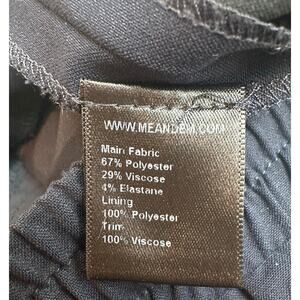 WWW.MEANDEM.COM
Main Fabric
67% Polyester
29% Viscose
4% Elastane
Lining
100% Polyester
Trim
100% Viscose